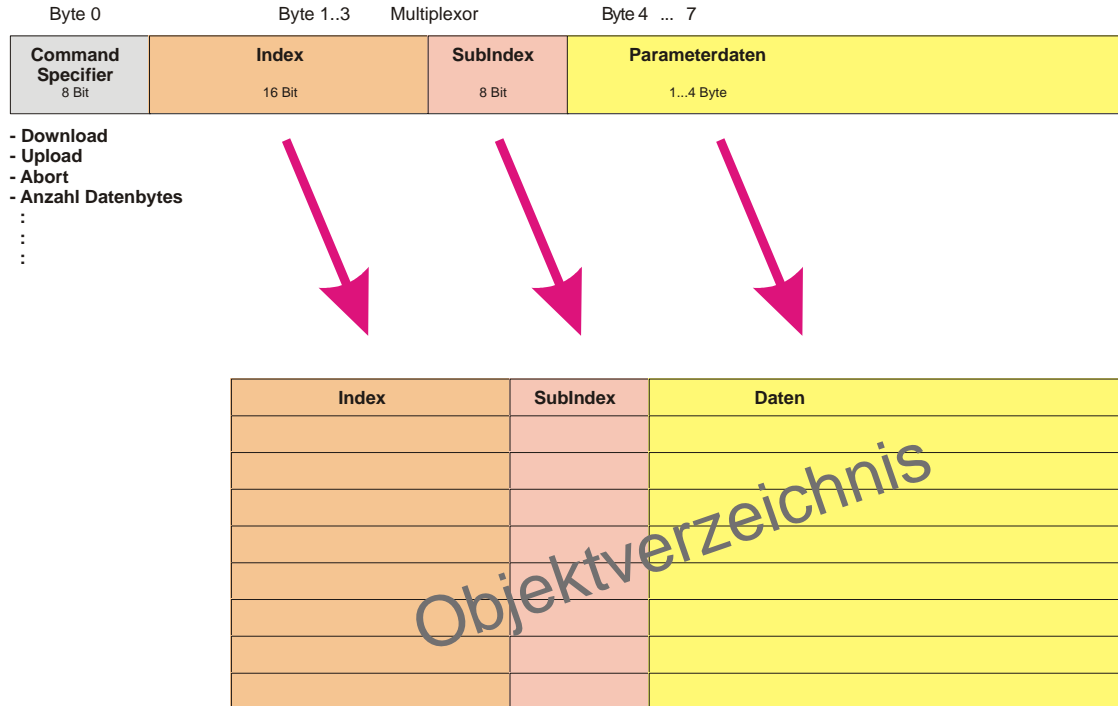 Byte 0 Byte 1..3 Multiplexor Byte 4 ... 7
Command Specifier Index SubIndex Parameterdaten
8 Bit 16 Bit 8 Bit 1...4 Byte
- Download
- Upload
- Abort
- Anzahl Datenbytes
:
:
:
Index SubIndex Daten
Objektverzeichnis